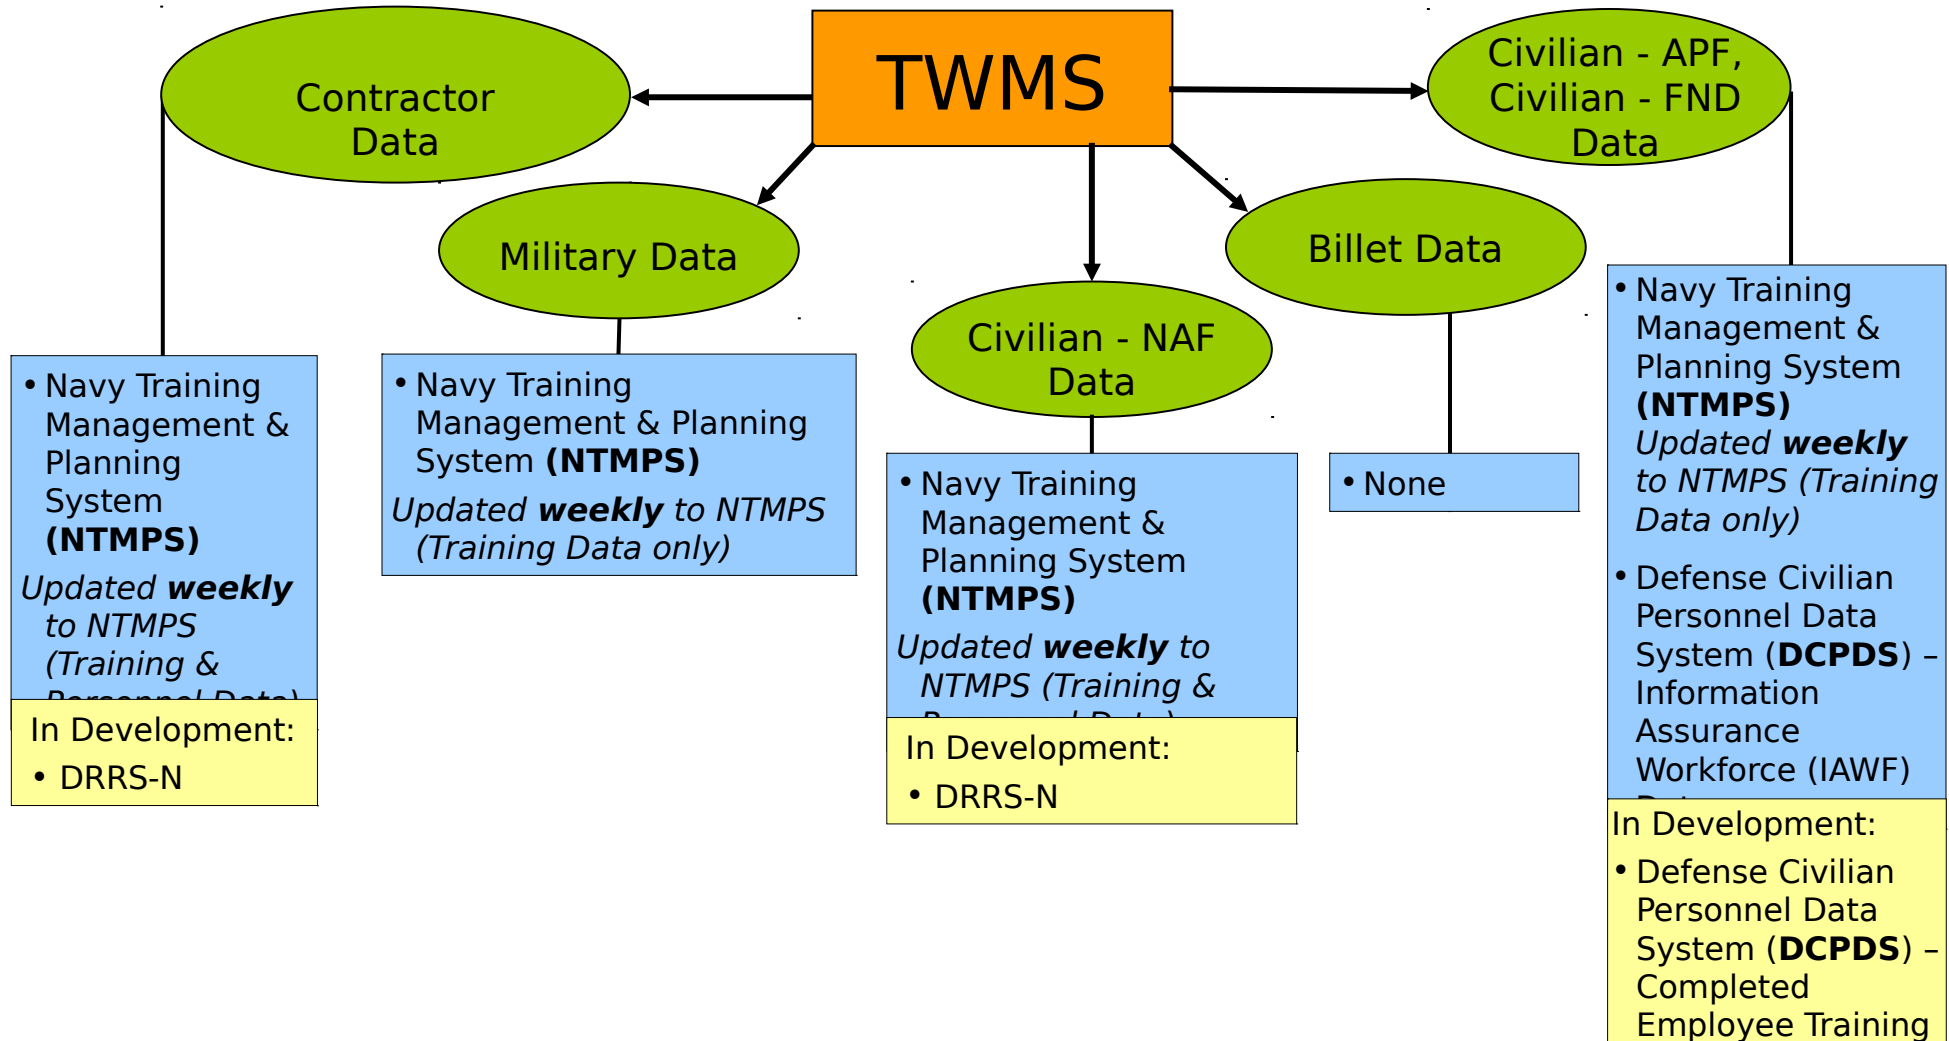 TWMS
Contractor
Data
Military Data
Civilian - NAF
Data
Billet Data
Civilian - APF,
Civilian - FND
Data
• Navy Training
Management &
Planning
System
(NTMPS)
Updated weekly
to NTMPS
(Training &
Personnel Data)
In Development:
• DRRS-N
• Navy Training
Management & Planning
System (NTMPS)
Updated weekly to NTMPS
(Training Data only)
• Navy Training
Management &
Planning System
(NTMPS)
Updated weekly to
NTMPS (Training &
In Development:
• DRRS-N
• None
• Navy Training
Management &
Planning System
(NTMPS)
Updated weekly
to NTMPS (Training
Data only)
• Defense Civilian
Personnel Data
System (DCPDS) –
Information
Assurance
Workforce (IAWF)
In Development:
• Defense Civilian
Personnel Data
System (DCPDS) –
Completed
Employee Training